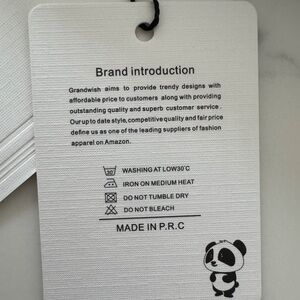 Brand introduction
Grandwish aims to provide trendy designs with
affordable price to customers along with providing
outstanding quality and superb customer service .
Our up to date style, competitive quality and fair price
define us as one of the leading suppliers of fashion
apparel on Amazon.
30
WASHING AT LOW30°C
IRON ON MEDIUM HEAT
DO NOT TUMBLE DRY
DO NOT BLEACH
MADE IN P.R.C